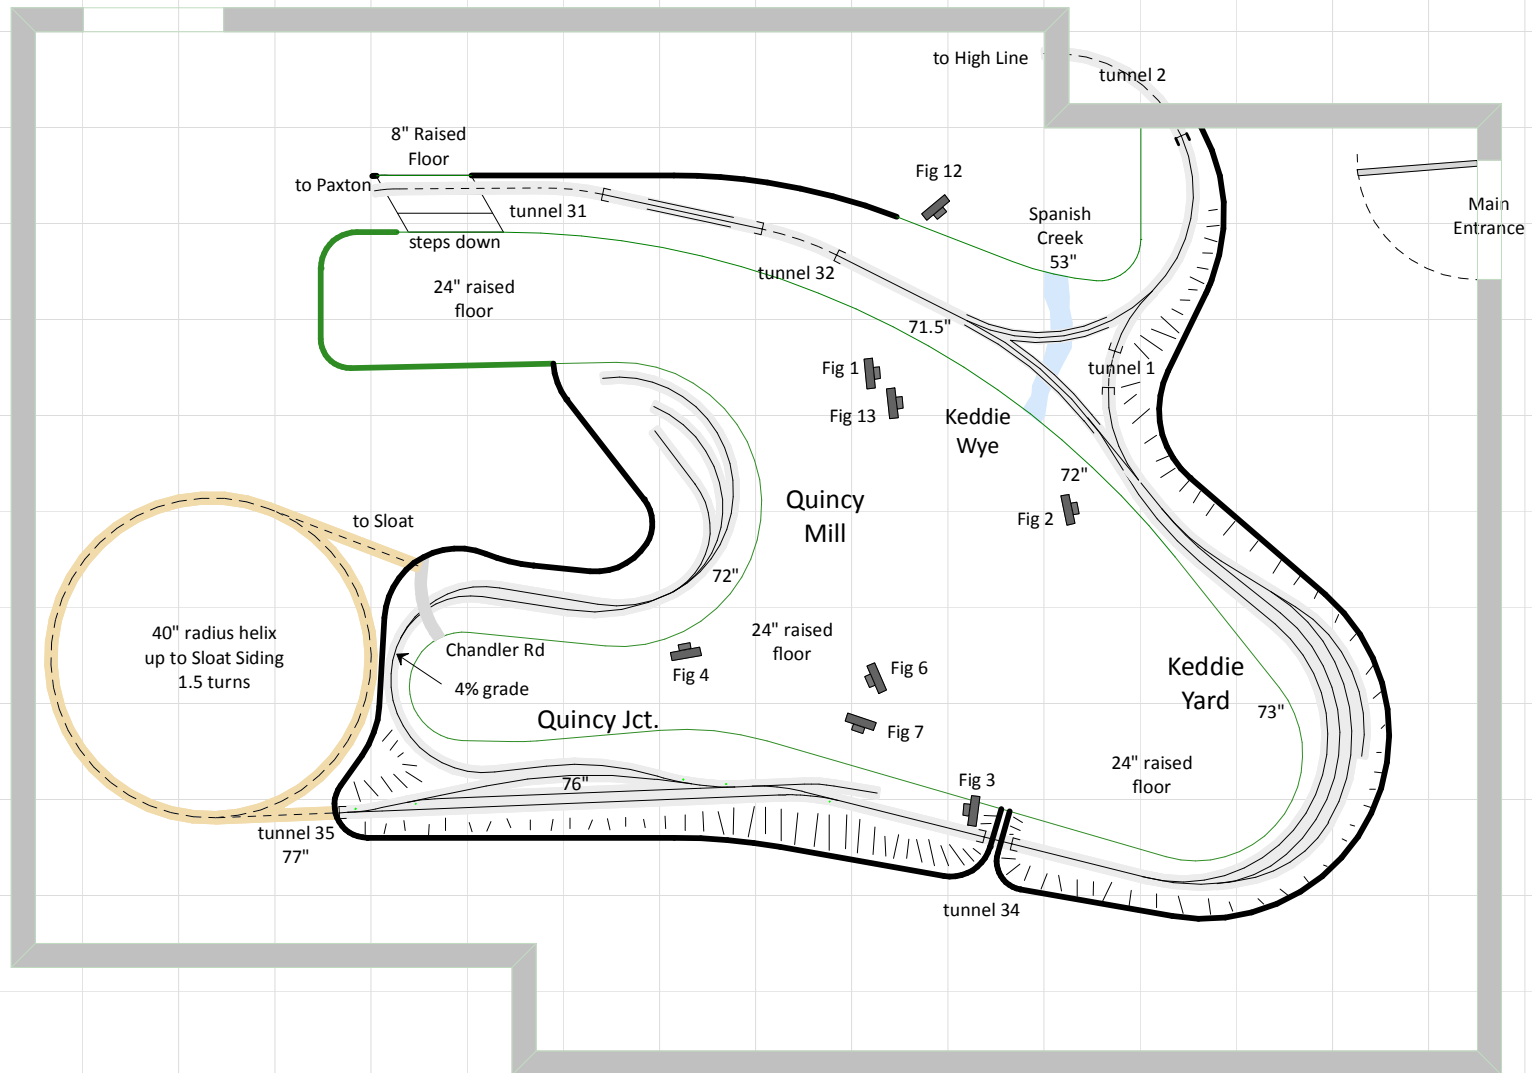 to High Line
tunnel 2
8" Raised
Floor
to Paxton
tunnel 31
steps down
Fig 12
Spanish
Creek
53"
Main
Entrance
24" raised
floor
tunnel 32
71.5"
Fig 1
Fig 13
tunnel 1
Keddie
Wye
72"
Quincy
Mill
Fig 2
to Sloat
72"
40" radius helix
up to Sloat Siding
1.5 turns
Chandler Rd
4% grade
Fig 4
24" raised
floor
Fig 6
Fig 7
Keddie
Yard
73"
Quincy Jct.
76"
Fig 3
24" raised
floor
tunnel 35
77"
tunnel 34